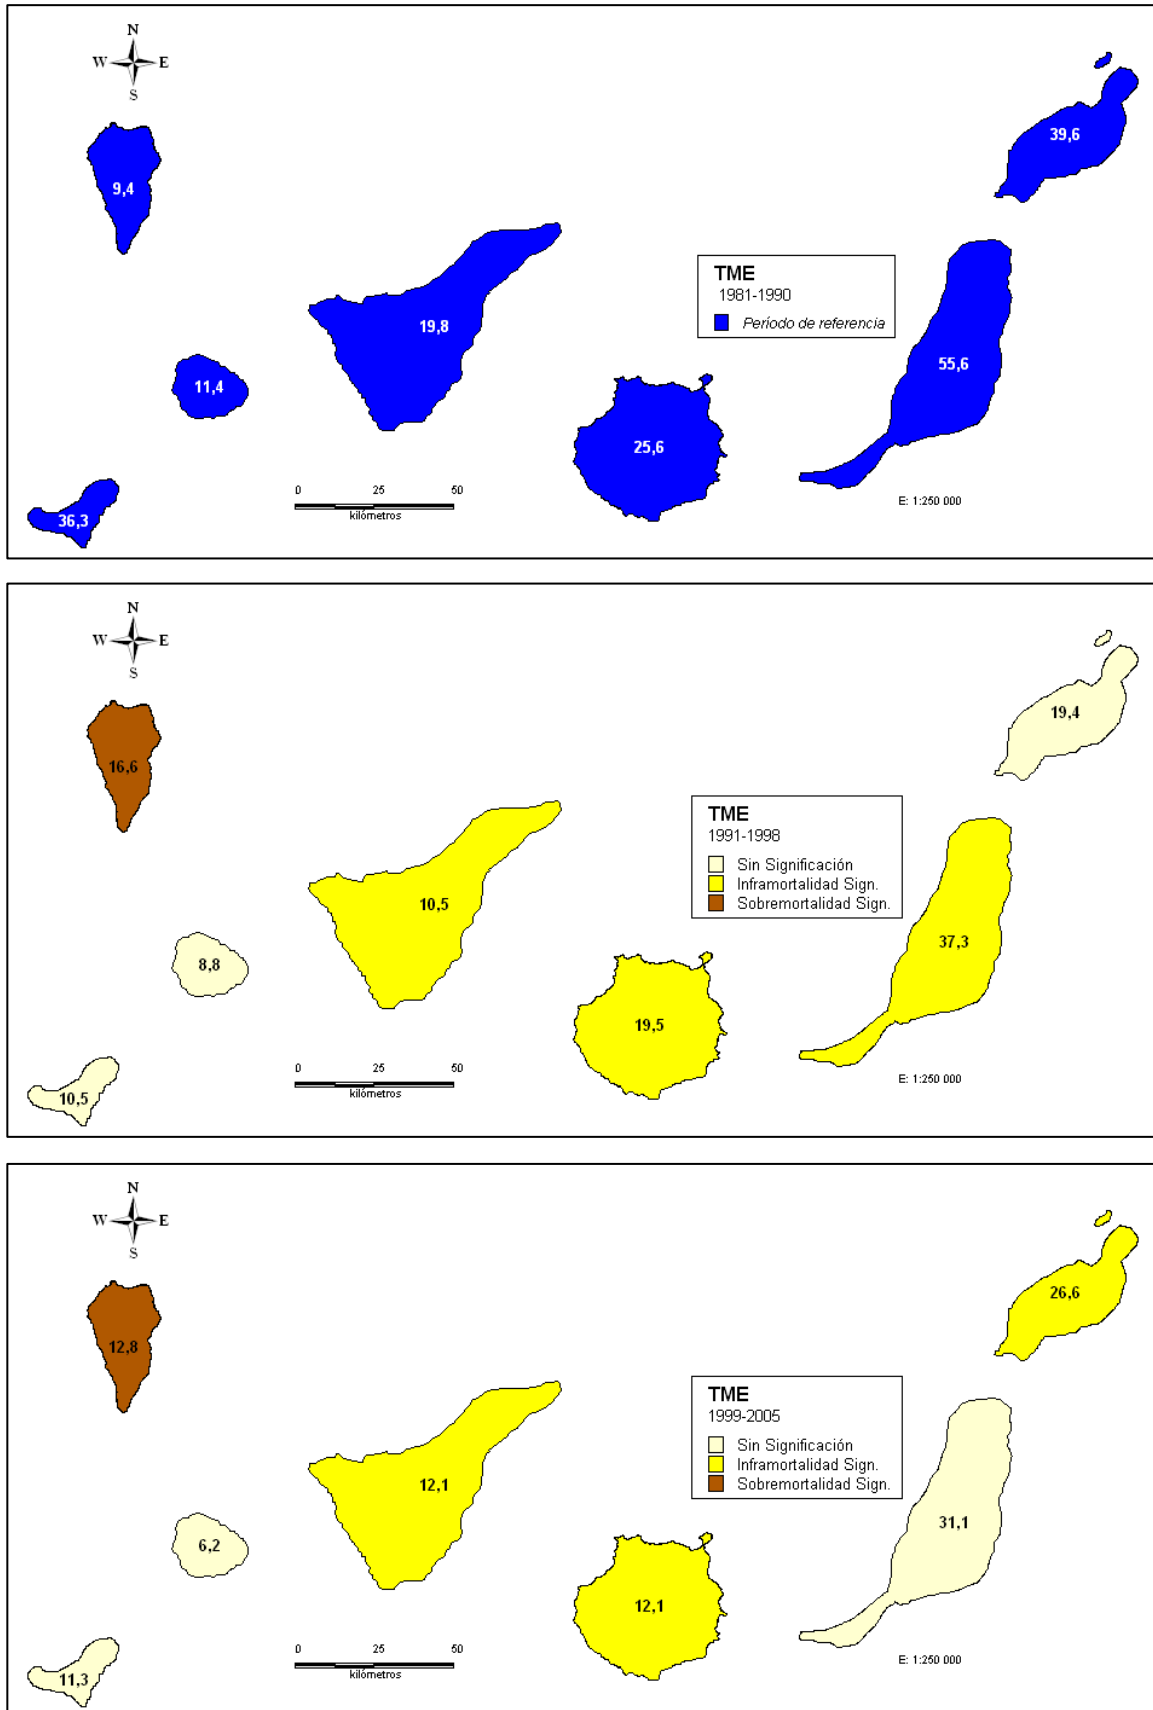 N
W E
S
39,6
9,4
TME
1981-1990
Período de referencia
19,8
55,6
11,4
25,6
0 25 50
kilómetros
E: 1:250 000
36,3
N
W E
S
19,4
16,6
TME
1991-1998
Sin Significación
Inframortalidad Sign.
Sobremortalidad Sign.
10,5
37,3
8,8
19,5
0 25 50
kilómetros
E: 1:250 000
10,5
N
W E
S
26,6
12,8
TME
1999-2005
Sin Significación
Inframortalidad Sign.
Sobremortalidad Sign.
12,1
31,1
6,2
12,1
0 25 50
kilómetros
E: 1:250 000
11,3